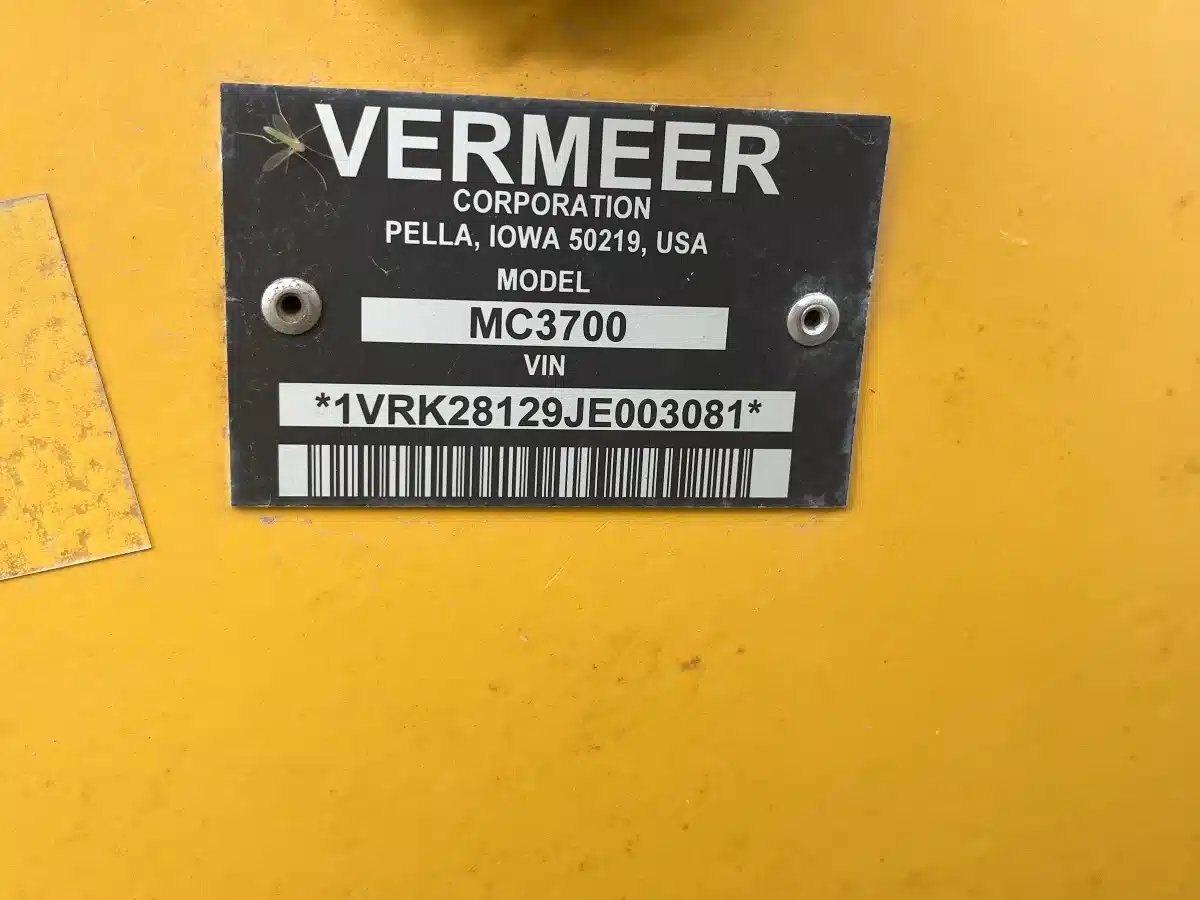 VERMEER
CORPORATION
PELLA, IOWA 50219, USA
MODEL
MC3700
VIN
*1VRK28129JE003081*